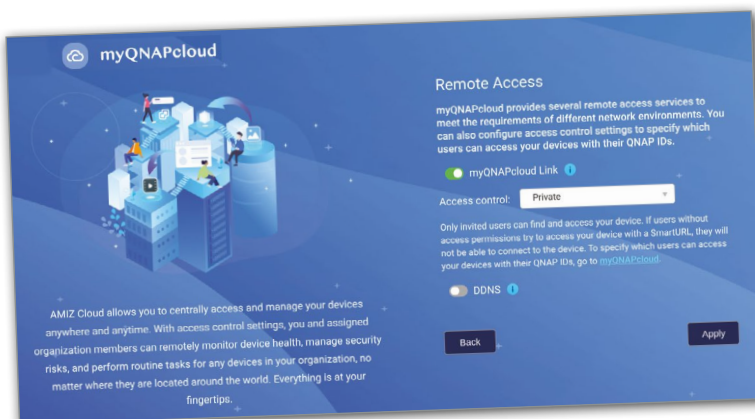 myQNAPcloud
AMIZ Cloud allows you to centrally access and manage your devices
anywhere and anytime. With access control settings, you and assigned
organization members can remotely monitor device health, manage security
risks, and perform routine tasks for any devices in your organization, no
matter where they are located around the world. Everything is at your
fingertips.
Remote Access
myQNAPcloud provides several remote access services to
meet the requirements of different network environments. You
can also configure access control settings to specify which
users can access your devices with their QNAP IDs.
myQNAPcloud Link i
Access control: Private
Only invited users can find and access your device. If users without
access permissions try to access your device with a SmartURL, they will
not be able to connect to the device. To specify which users can access
your devices with their QNAP IDs, go to myQNAPcloud.
DDNS i
Back
Apply